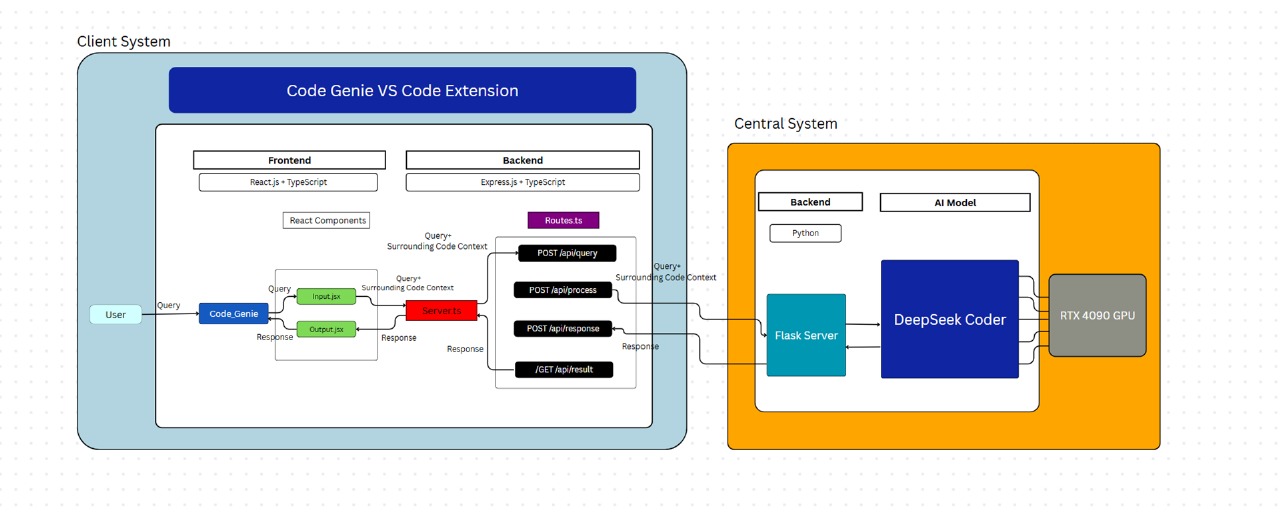 Client System
Code Genie VS Code Extension
Frontend
React.js + TypeScript
Backend
Express.js + TypeScript
React Components
Routes.ts
Query+
Surrounding Code Context
POST /api/query
Query+
Surrounding Code Context
POST /api/process
Query+
Surrounding Code Context
User
Query
Code_Genie
Query
Input.jsx
Server.ts
Response
Output.jsx
Response
POST /api/response
Response
Response
/GET /api/result
Central System
Backend
AI Model
Python
Flask Server
DeepSeek Coder
RTX 4090 GPU